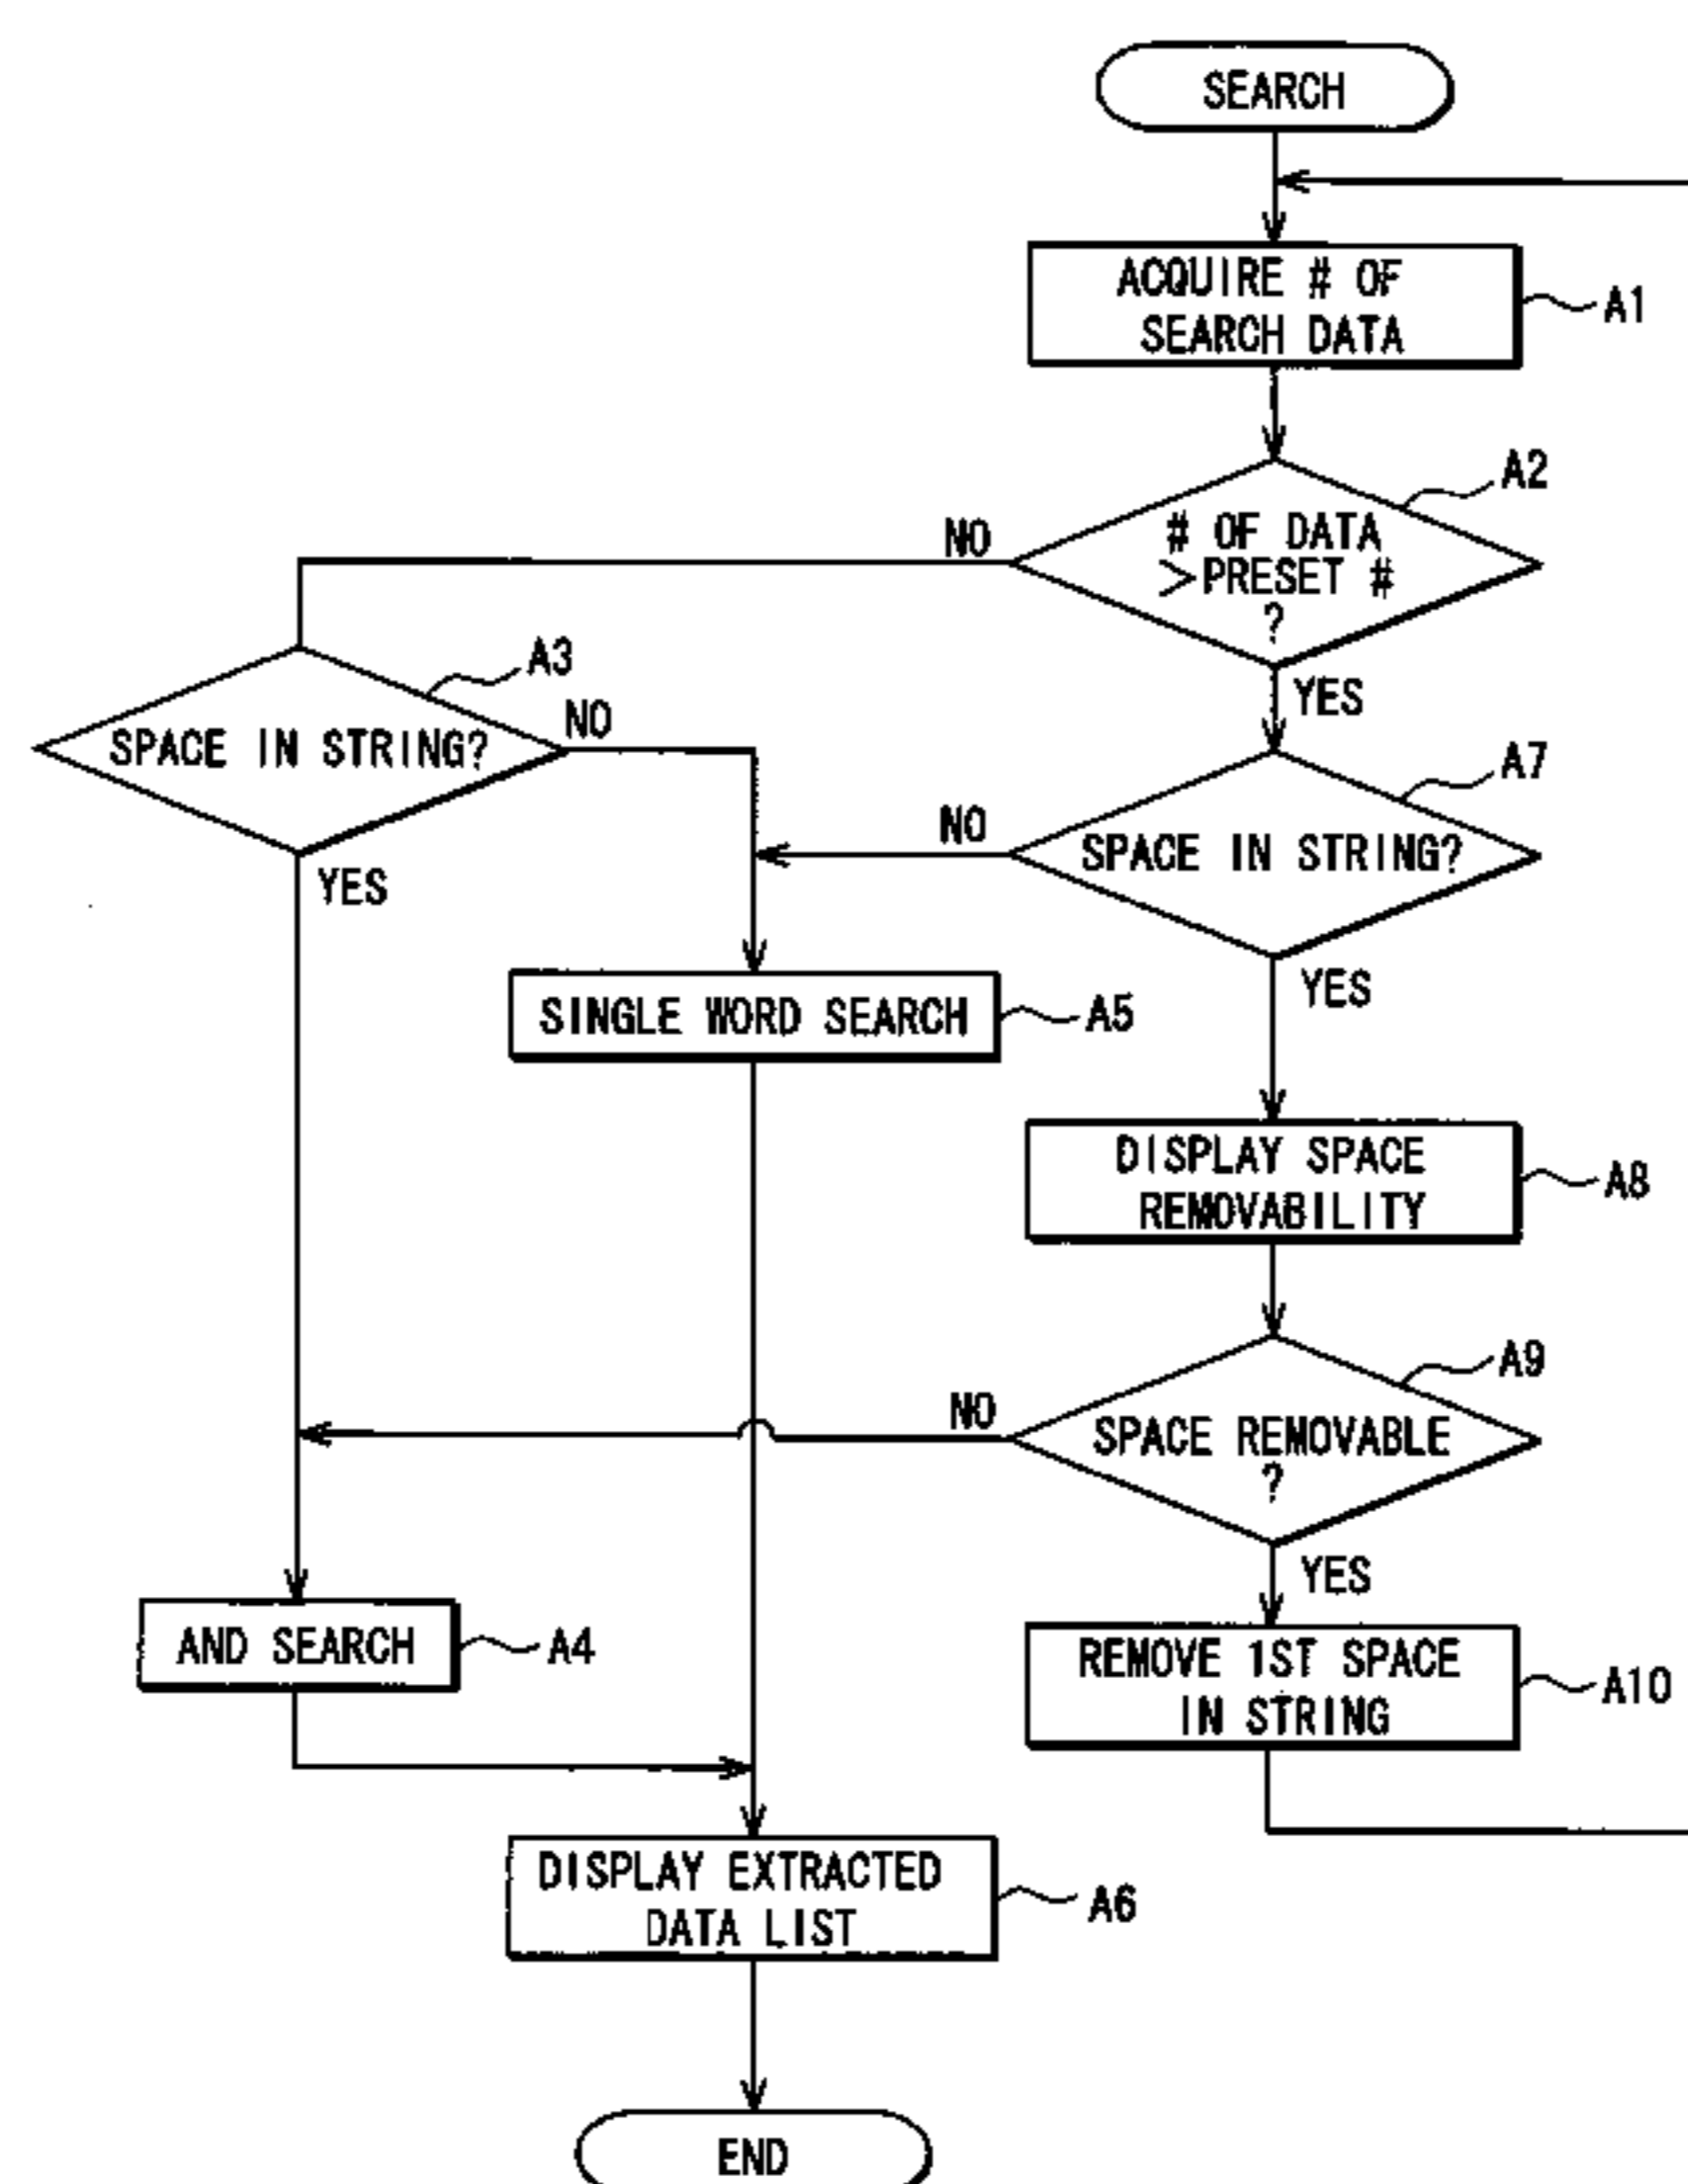 SEARCH
ACQUIRE # OF
SEARCH DATA
A1
A2
# OF DATA
>PRESET #
?
NO
YES
A3
SPACE IN STRING?
NO
YES
A7
SPACE IN STRING?
NO
YES
SINGLE WORD SEARCH
A5
DISPLAY SPACE
REMOVABILITY
A8
A9
SPACE REMOVABLE
?
NO
YES
AND SEARCH
A4
REMOVE 1ST SPACE
IN STRING
A10
DISPLAY EXTRACTED
DATA LIST
A6
END